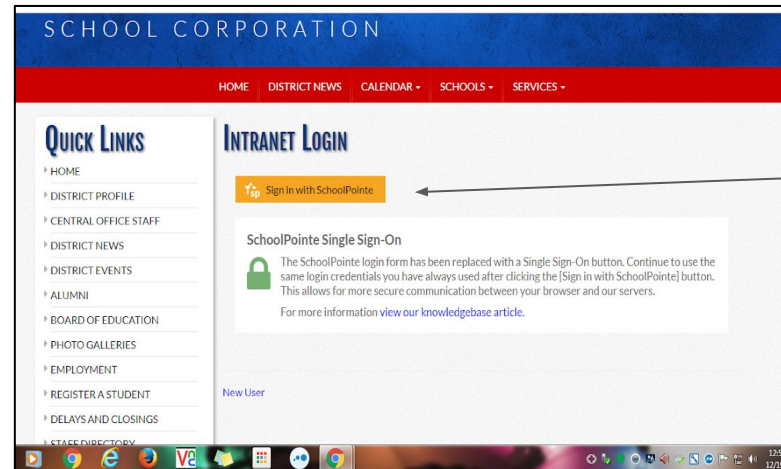 SCHOOL CORPORATION
HOME DISTRICT NEWS CALENDAR SCHOOLS SERVICES
QUICK LINKS
HOME
DISTRICT PROFILE
CENTRAL OFFICE STAFF
DISTRICT NEWS
DISTRICT EVENTS
ALUMNI
BOARD OF EDUCATION
PHOTO GALLERIES
EMPLOYMENT
REGISTER A STUDENT
DELAYS AND CLOSINGS
STAFF DIRECTORY
INTRANET LOGIN
sp Sign in with SchoolPointe
SchoolPointe Single Sign-On
The SchoolPointe login form has been replaced with a Single Sign-On button. Continue to use the
same login credentials you have always used after clicking the [Sign in with SchoolPointe] button.
This allows for more secure communication between your browser and our servers.
For more information view our knowledgebase article.
New User